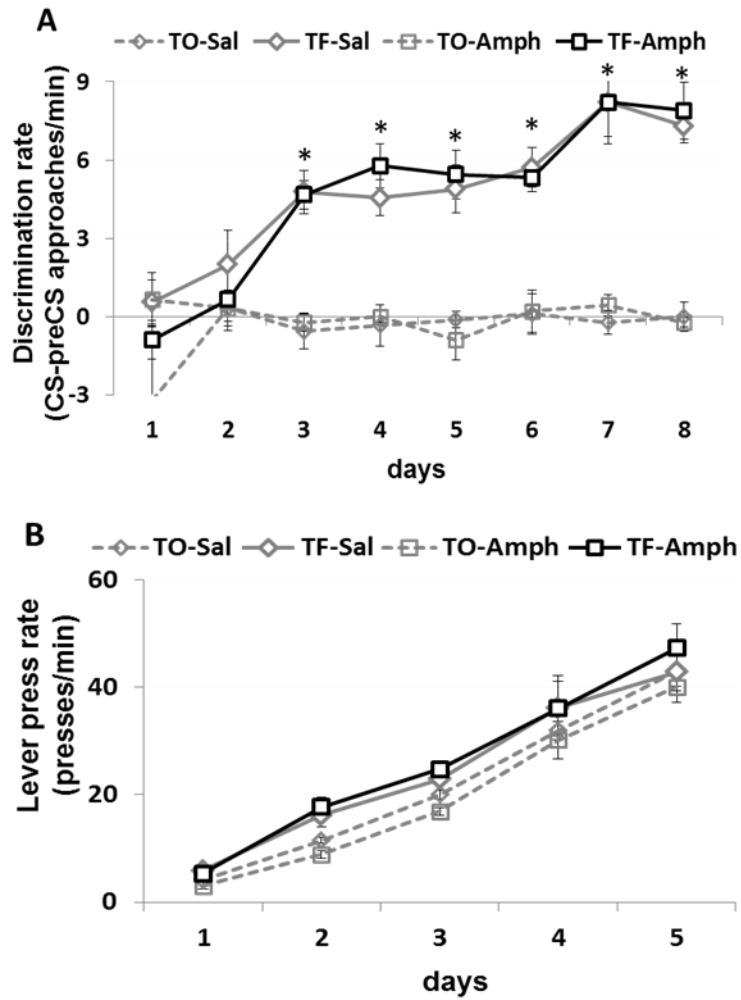 A
TO-Sal TF-Sal TO-Amph TF-Amph
Discrimination rate
(CS-preCS approaches/min)
9
6
3
0
-3
* * * * * *
1 2 3 4 5 6 7 8
days
B
TO-Sal TF-Sal TO-Amph TF-Amph
Lever press rate
(presses/min)
60
40
20
0
1 2 3 4 5
days